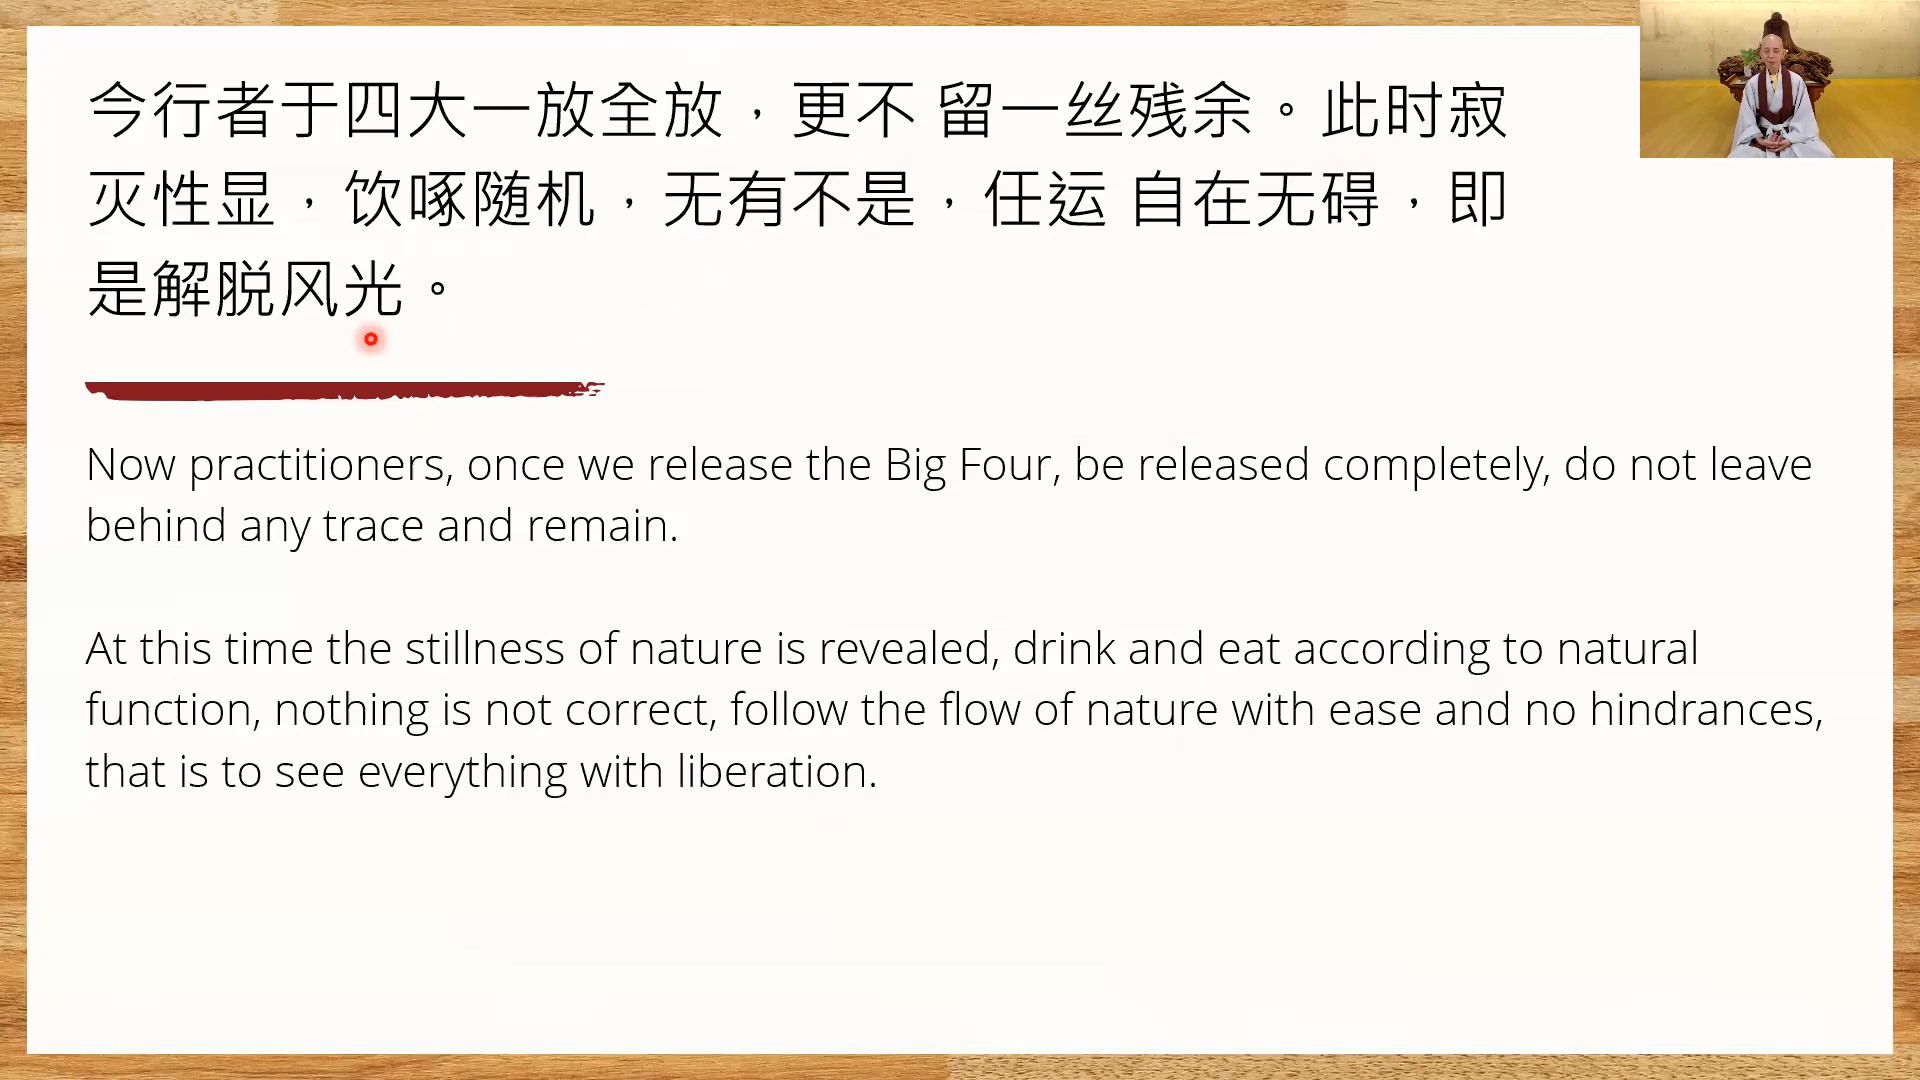 今行者于四大一放全放，更不 留一丝残余。此时寂
灭性显，饮啄随机，无有不是，任运 自在无碍，即
是解脱风光。
Now practitioners, once we release the Big Four, be released completely, do not leave
behind any trace and remain.
At this time the stillness of nature is revealed, drink and eat according to natural
function, nothing is not correct, follow the flow of nature with ease and no hindrances,
that is to see everything with liberation.